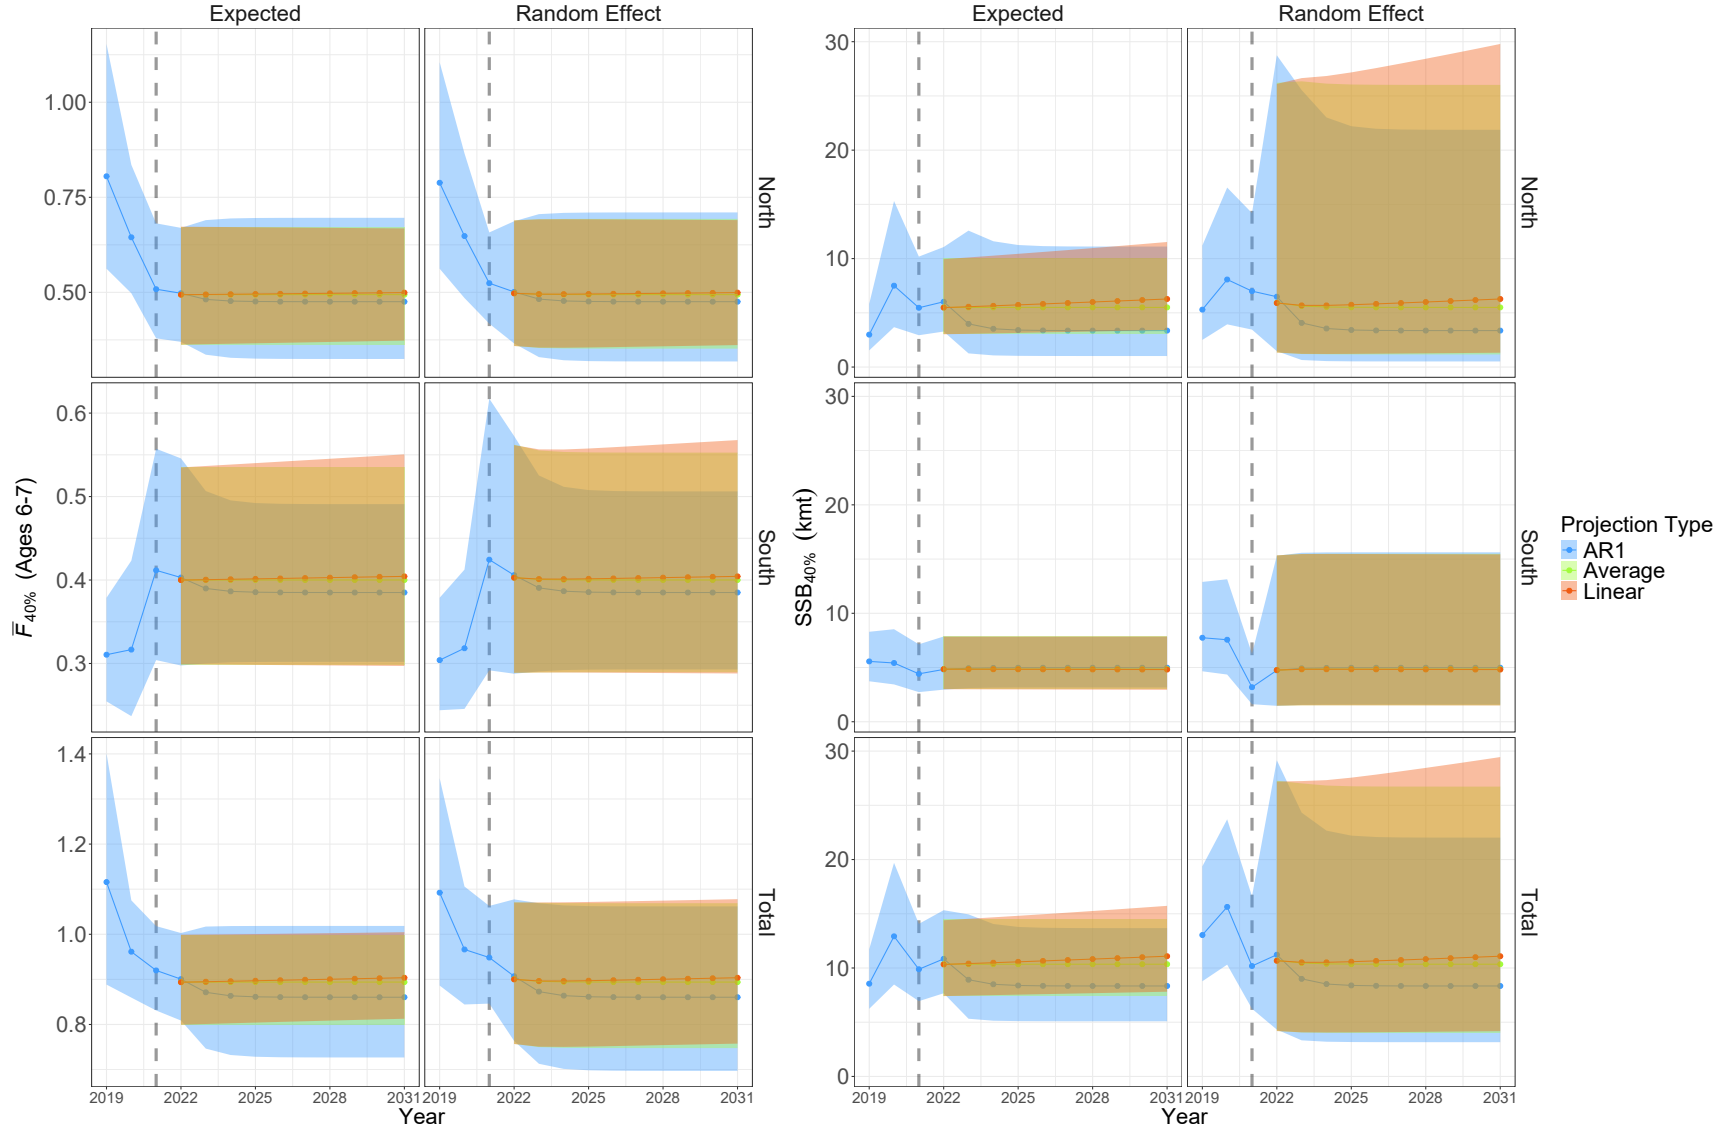 Expected
Random Effect
Expected
Random Effect
1.00
0.75
0.50
North
30
20
10
0
North
0.6
0.5
0.4
0.3
South
30
20
10
0
South
1.4
1.2
1.0
0.8
Total
30
20
10
0
Total
F̅40% (Ages 6-7)
SSB40% (kmt)
2019 2022 2025 2028 2031
2022 2025 2028 2031
2019 2022 2025 2028 2031
2019 2022 2025 2028 2031
Year
Year
Projection Type
AR1
Average
Linear